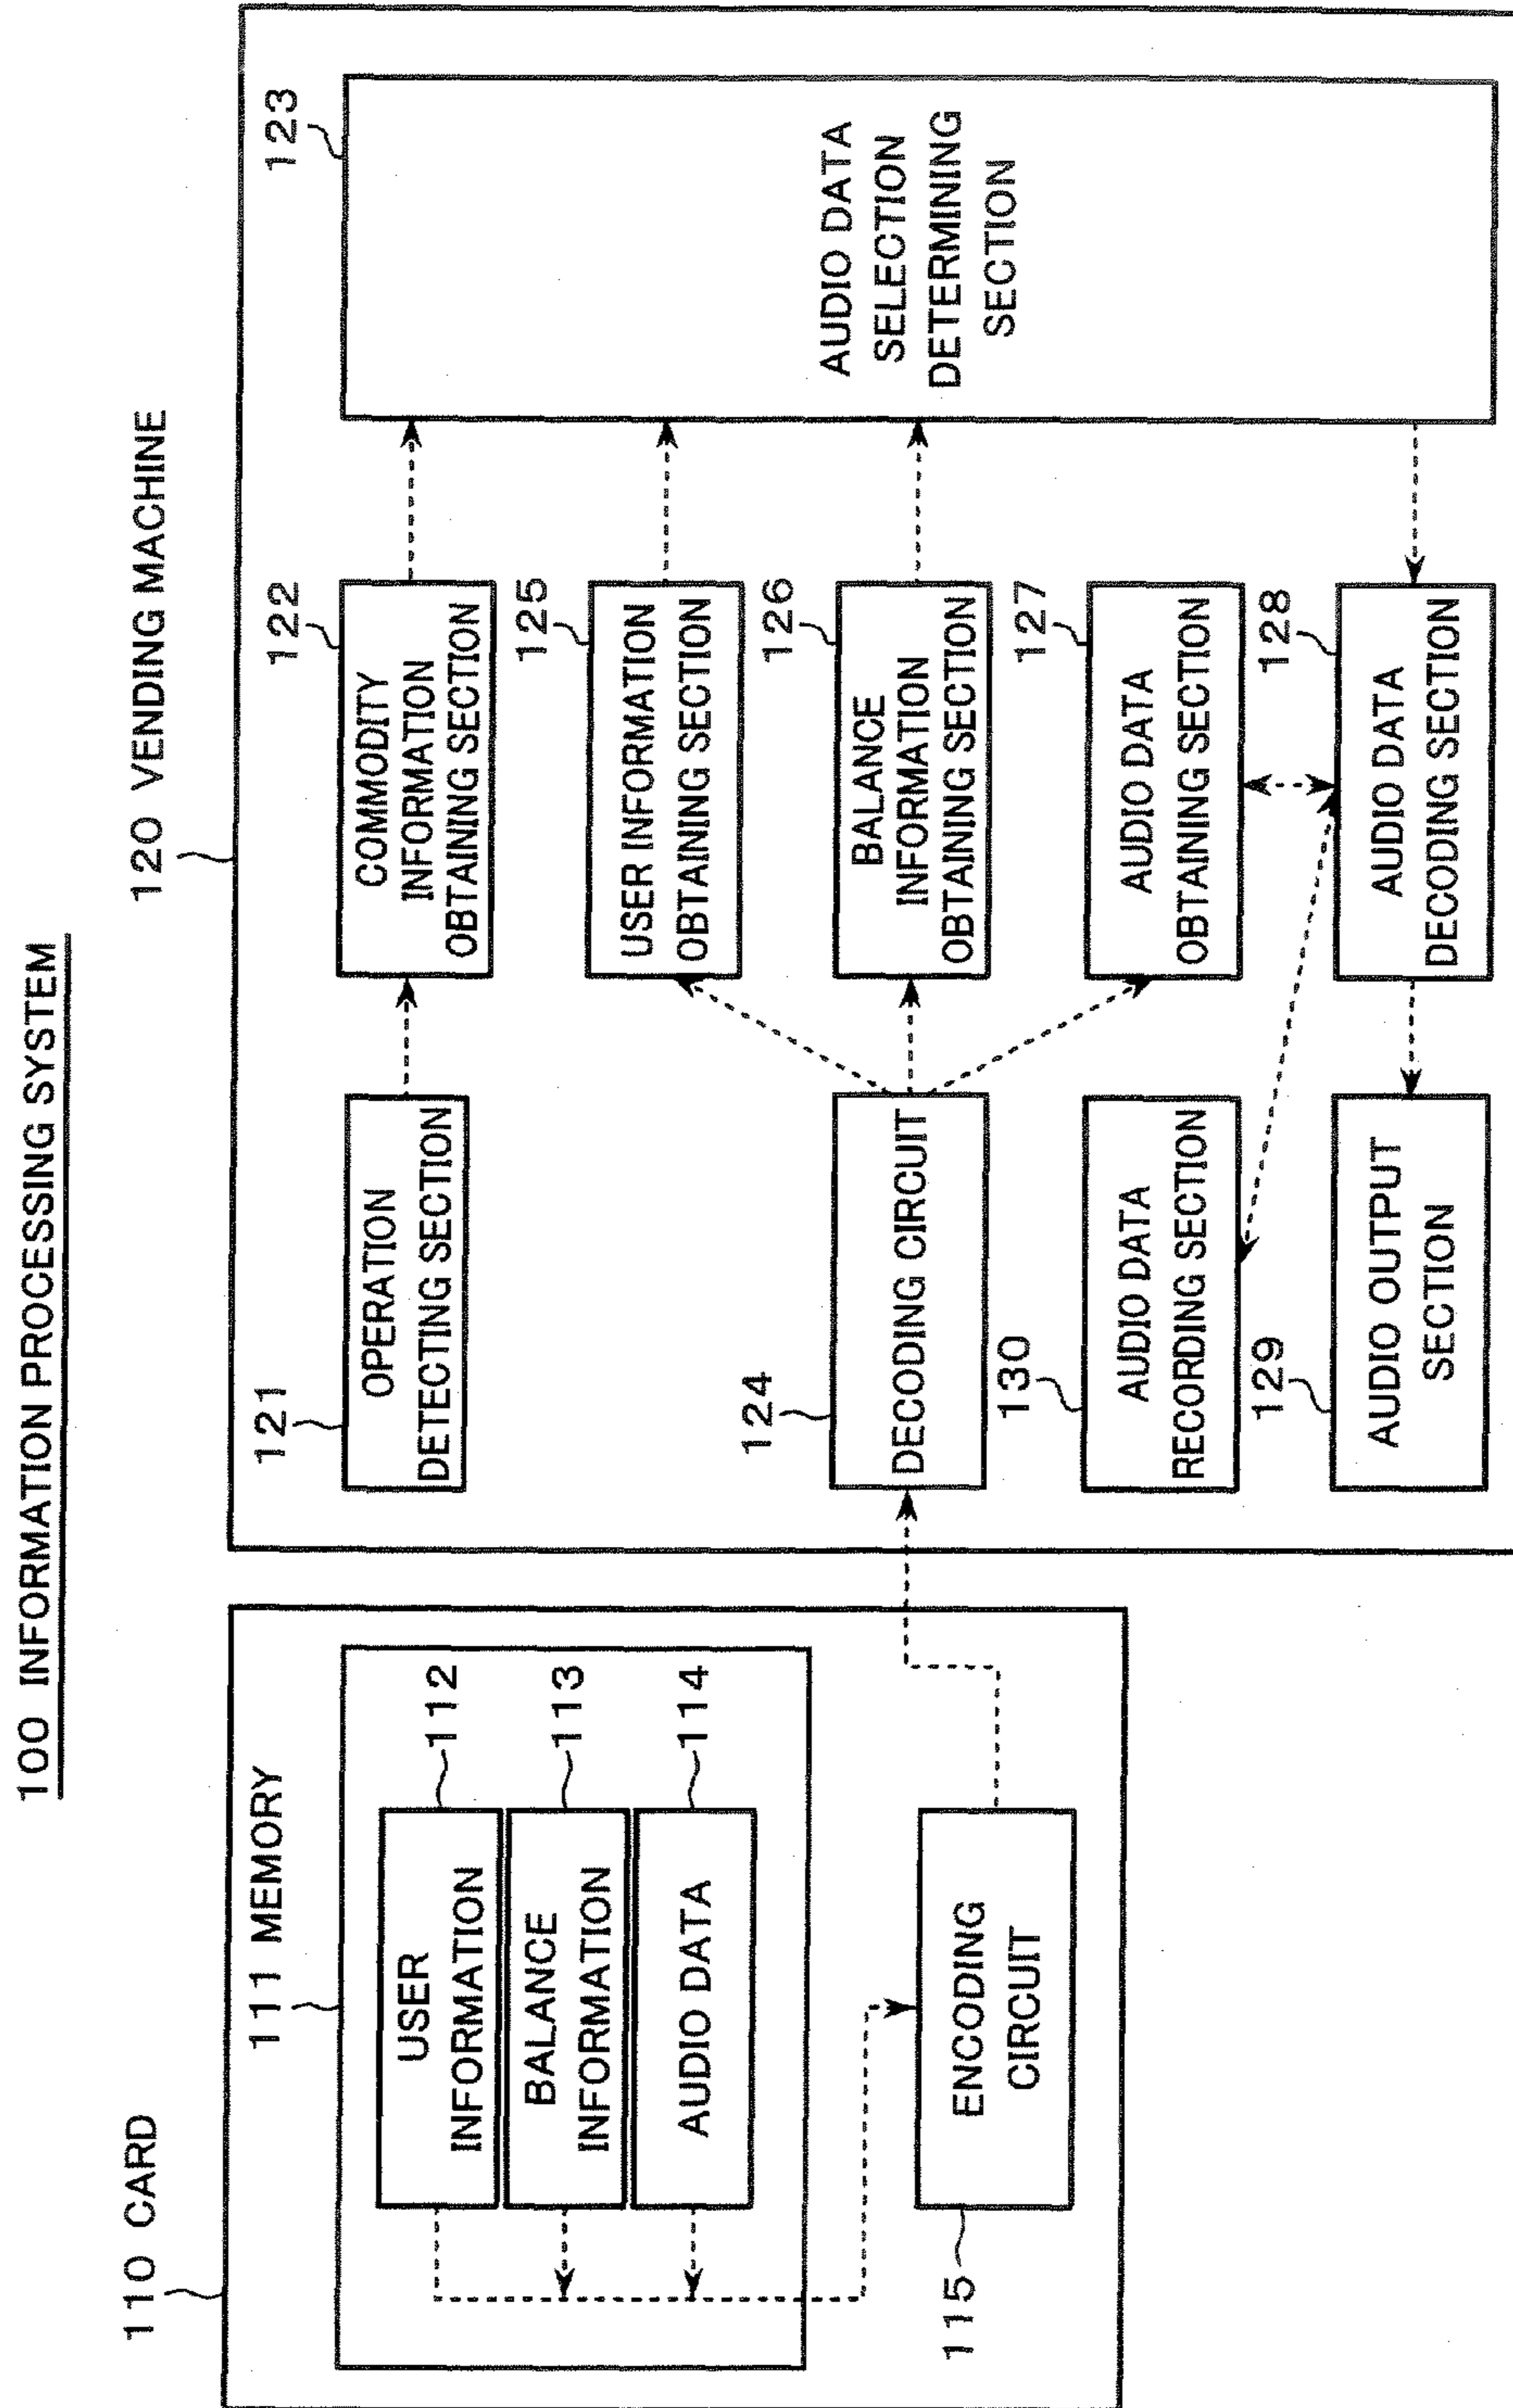 100 INFORMATION PROCESSING SYSTEM
110 CARD
111 MEMORY
USER
INFORMATION
112
BALANCE
INFORMATION
113
AUDIO DATA
114
ENCODING
CIRCUIT
115
120 VENDING MACHINE
121
OPERATION
DETECTING SECTION
122
COMMODITY
INFORMATION
OBTAINING SECTION
123
AUDIO DATA
SELECTION
DETERMINING
SECTION
125
USER INFORMATION
OBTAINING SECTION
124
DECODING CIRCUIT
126
BALANCE
INFORMATION
OBTAINING SECTION
130
AUDIO DATA
RECORDING SECTION
127
AUDIO DATA
OBTAINING SECTION
129
AUDIO OUTPUT
SECTION
128
AUDIO DATA
DECODING SECTION